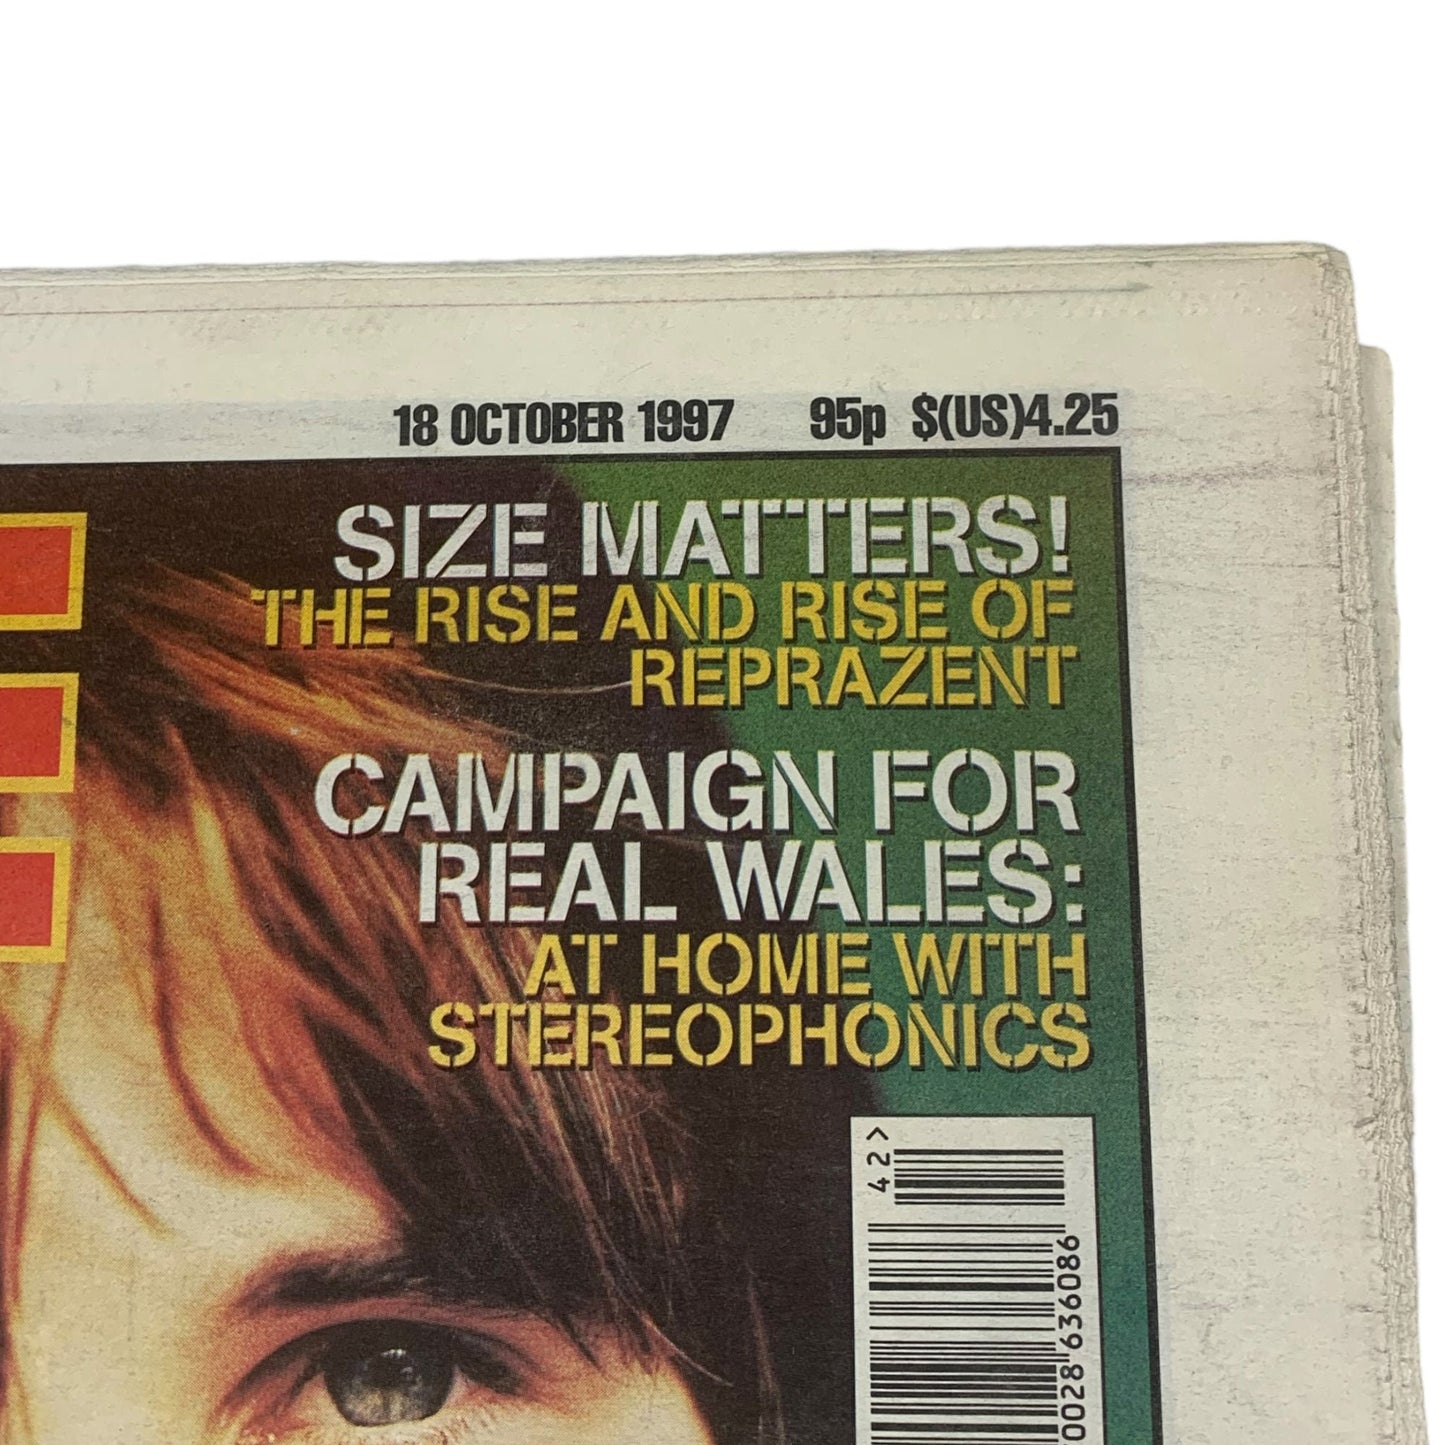 18 OCTOBER 1997 95p $(US)4.25
SIZE MATTERS!
THE RISE AND RISE OF
REPRAZENT
CAMPAIGN FOR
REAL WALES:
AT HOME WITH
STEREOPHONICS
42>
0028 636086